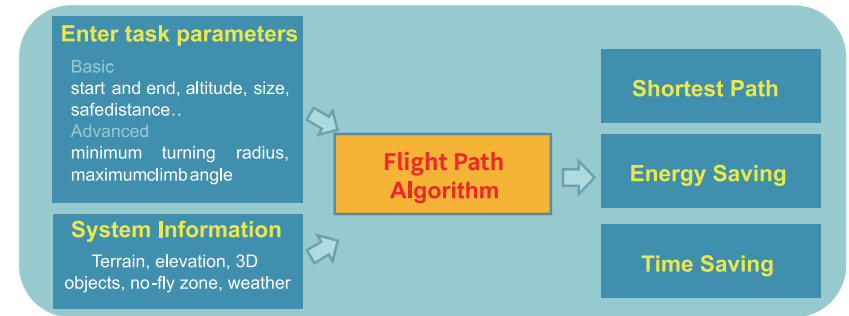 Enter task parameters
Basic
start and end, altitude, size,
safedistance..
Advanced
minimum turning radius,
maximumclimbangle
System Information
Terrain, elevation, 3D
objects, no-fly zone, weather
Flight Path
Algorithm
Shortest Path
Energy Saving
Time Saving